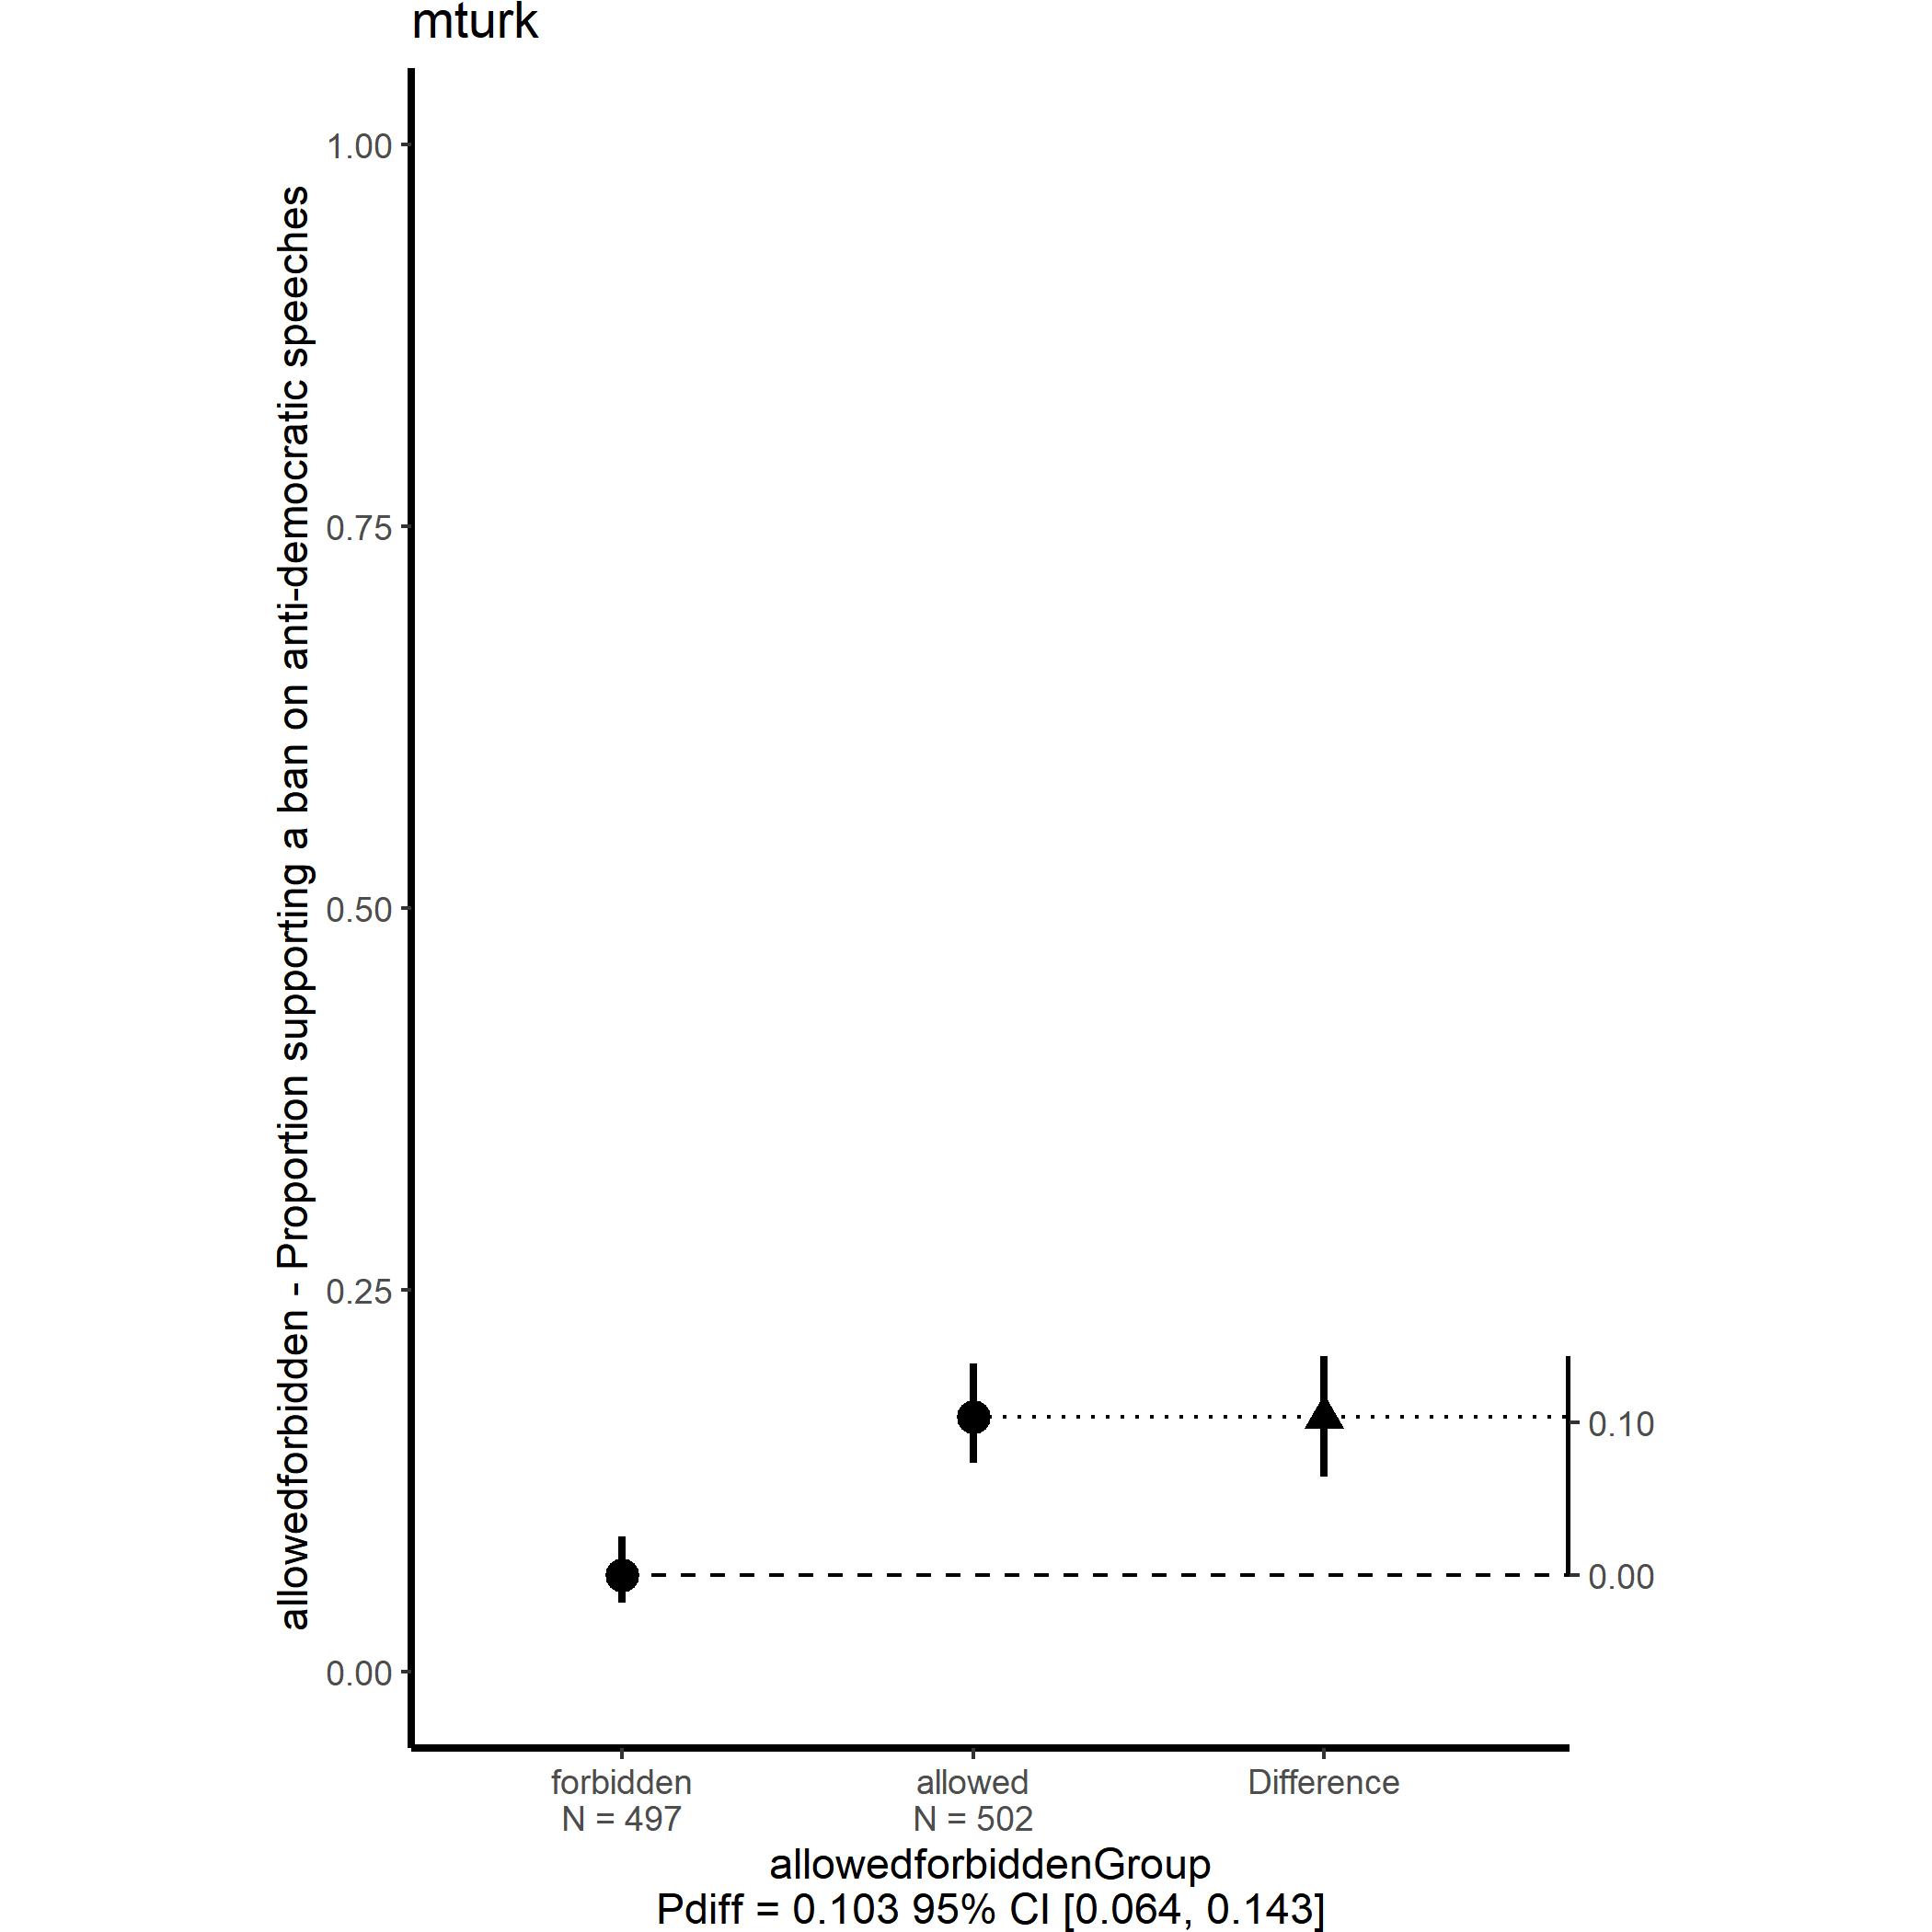 mturk
allowedforbidden - Proportion supporting a ban on anti-democratic speeches
1.00
0.75
0.50
0.25
0.00
0.10
0.00
forbidden
N = 497
allowed
N = 502
Difference
allowedforbiddenGroup
Pdiff = 0.103 95% CI [0.064, 0.143]